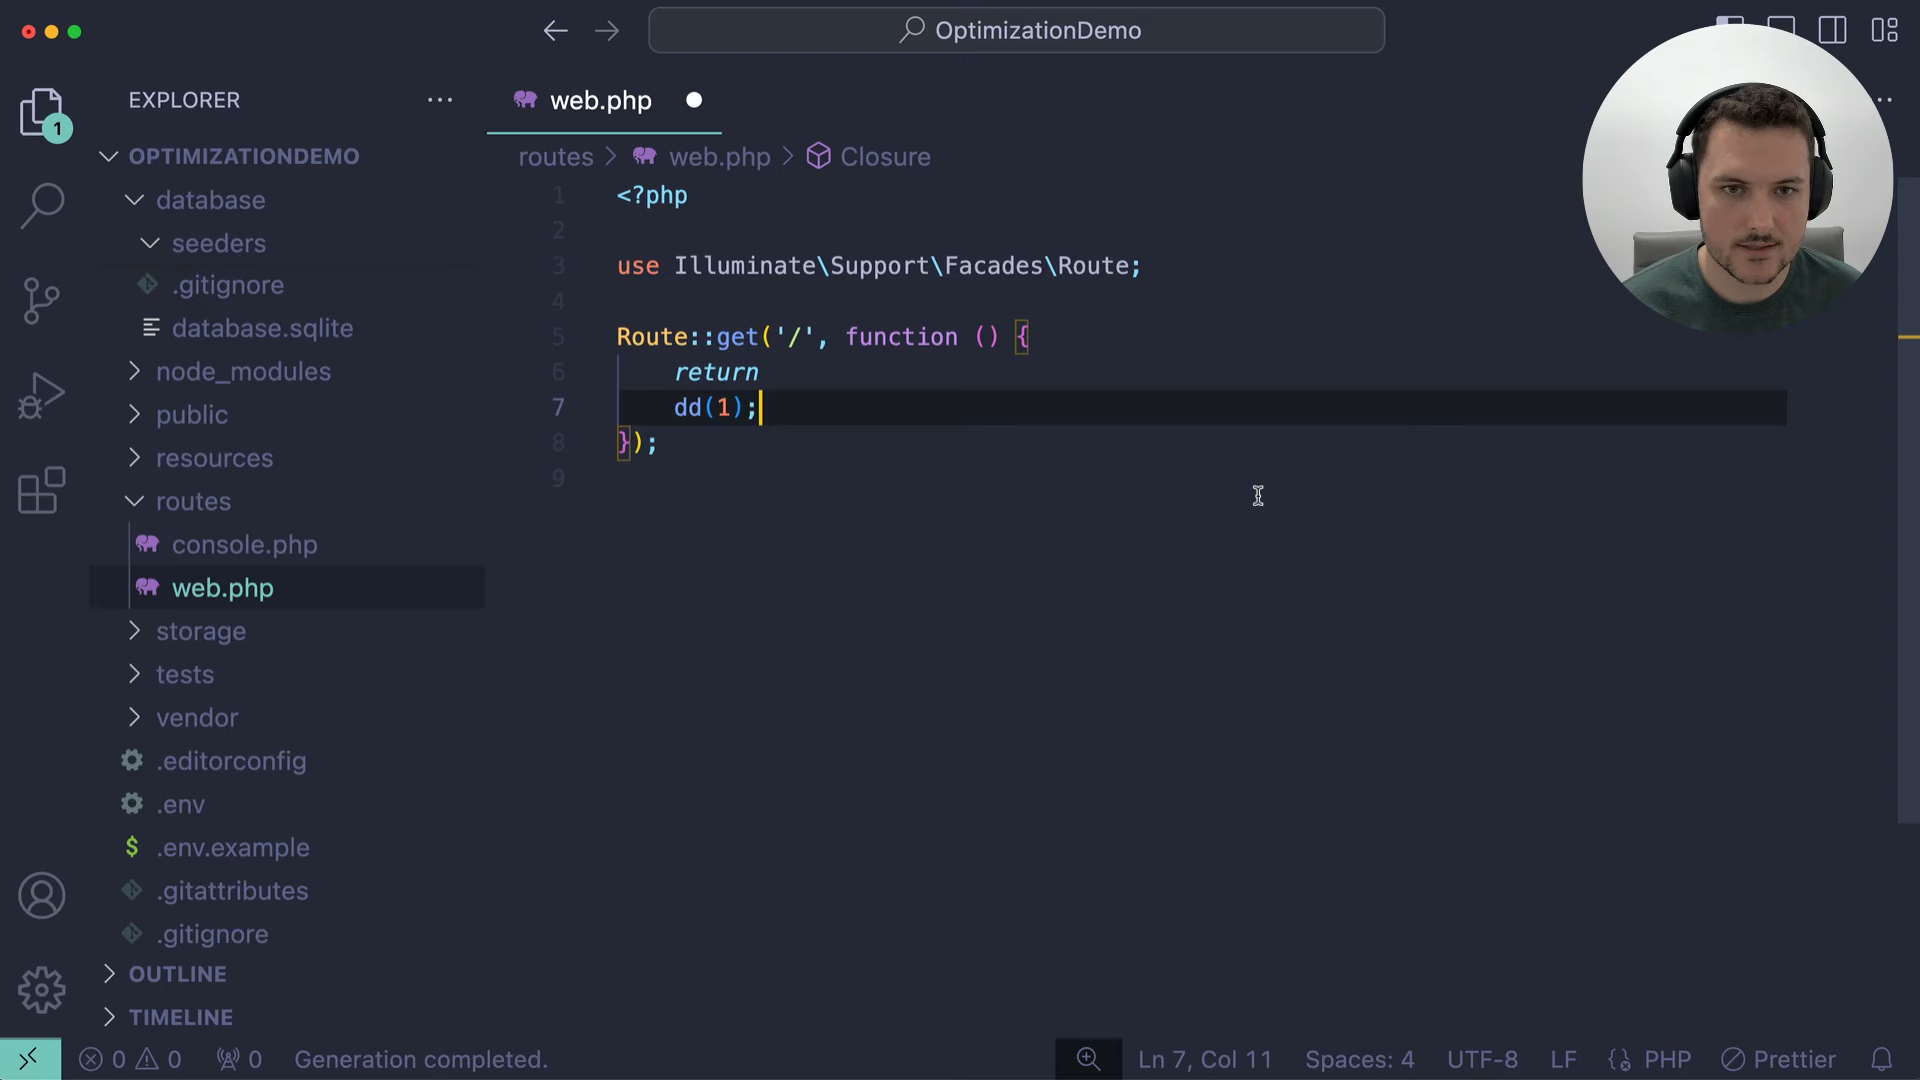 OptimizationDemo
EXPLORER
1
OPTIMIZATIONDEMO
database
seeders
.gitignore
database.sqlite
node_modules
public
resources
routes
console.php
web.php
storage
tests
vendor
.editorconfig
.env
$ .env.example
.gitattributes
.gitignore
OUTLINE
TIMELINE
web.php
routes > web.php > Closure
1 <?php
2
3 use Illuminate\Support\Facades\Route;
4
5 Route::get('/', function () {
6 return
7 dd(1);
8 });
9
0 0 0 Generation completed. Ln 7, Col 11 Spaces: 4 UTF-8 LF PHP Prettier